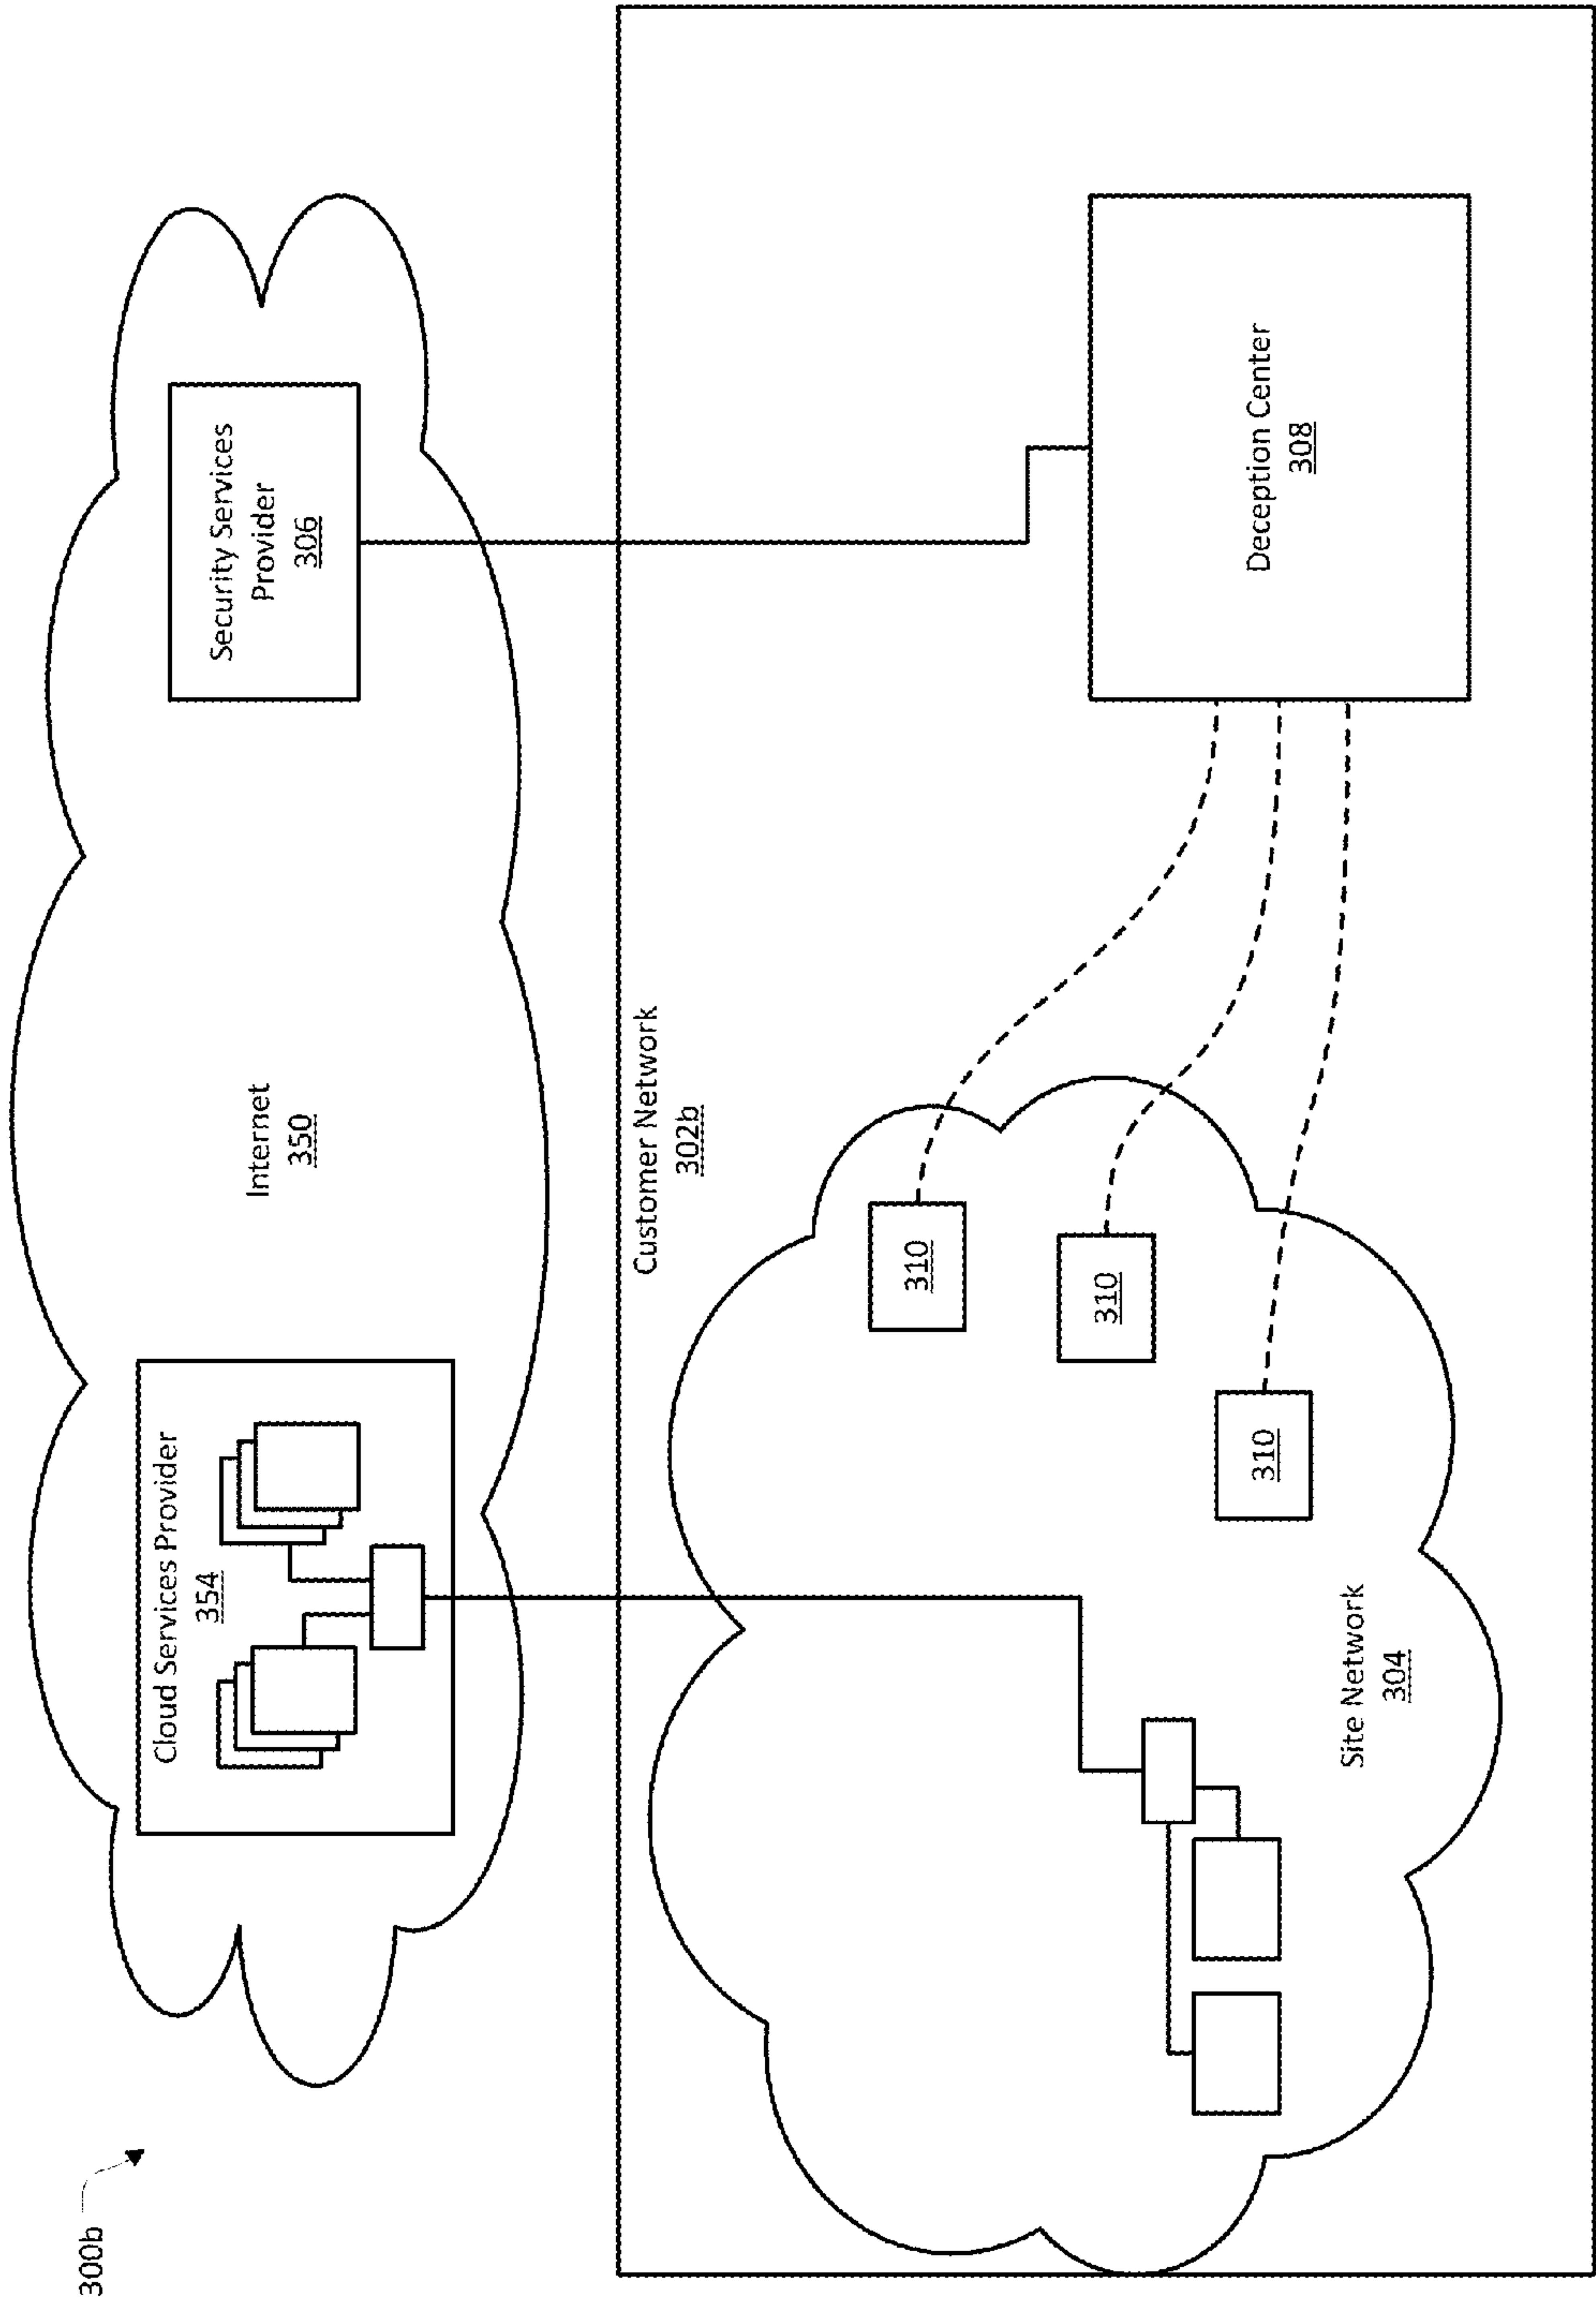 300b
Cloud Services Provider
354
Internet
350
Security Services
Provider
306
Customer Network
302b
310
310
310
Site Network
304
Deception Center
308